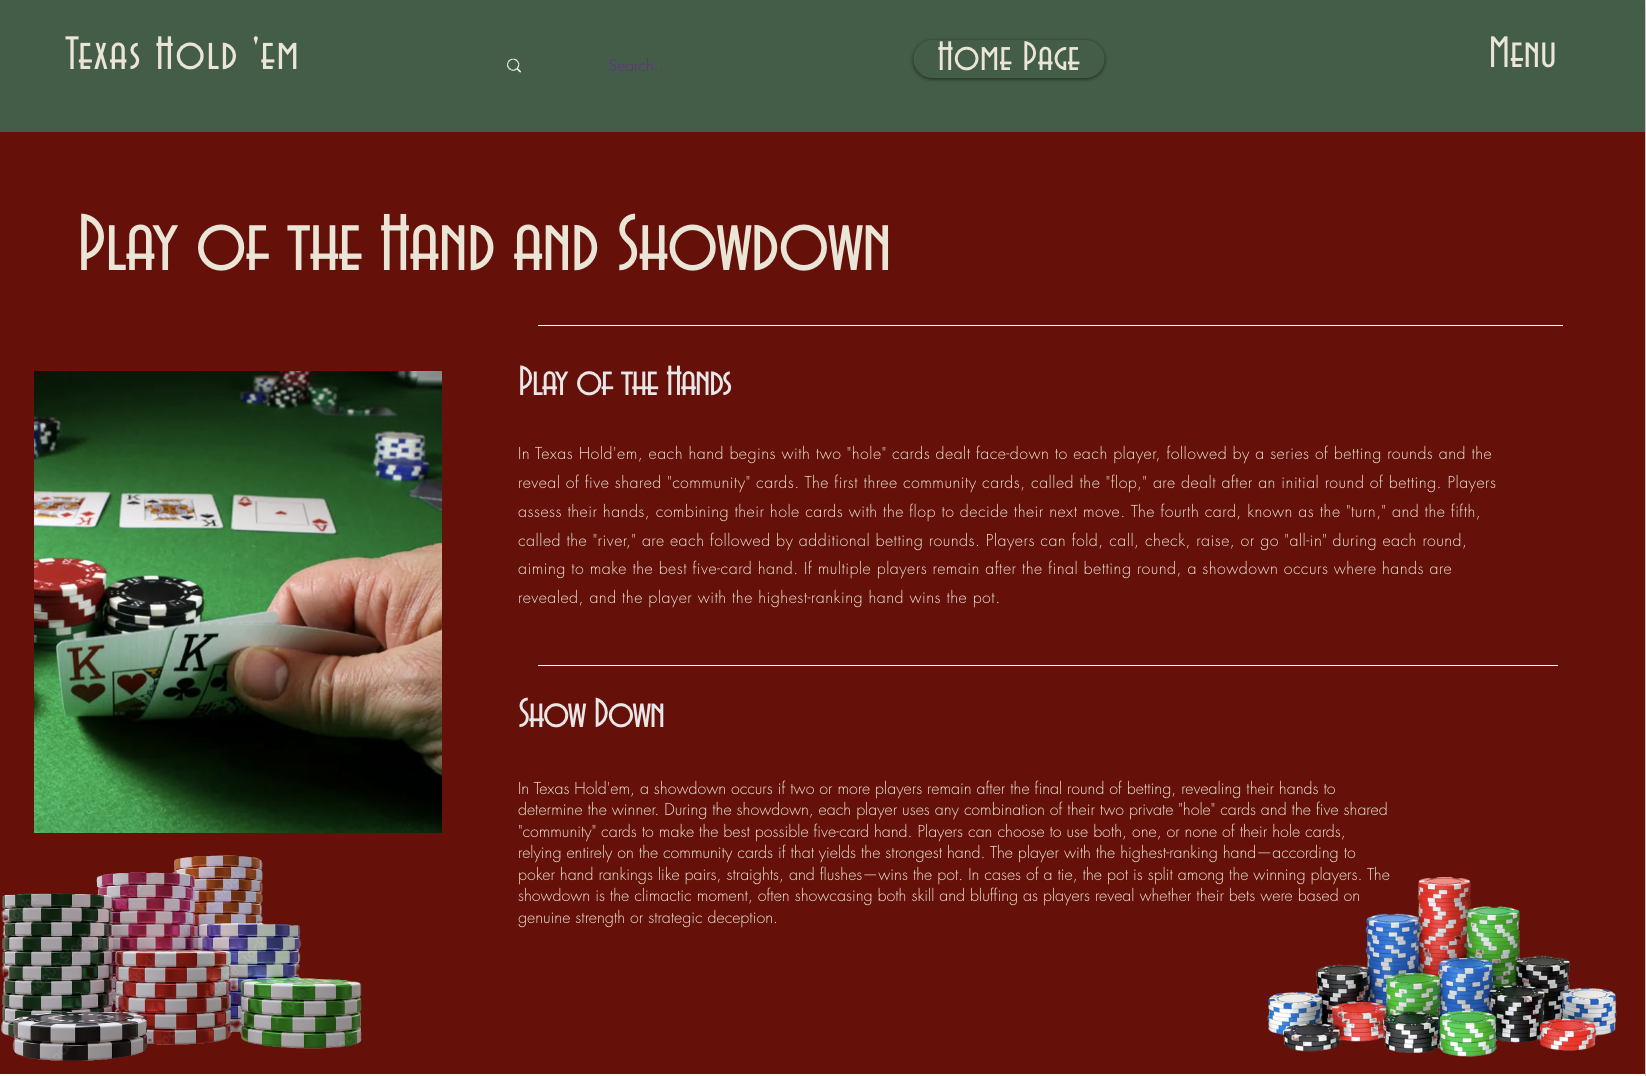 Texas Hold 'em
Search...
Home Page
Menu
Play of the Hand and Showdown
Play of the Hands
In Texas Hold'em, each hand begins with two "hole" cards dealt face-down to each player, followed by a series of betting rounds and the
reveal of five shared "community" cards. The first three community cards, called the "flop," are dealt after an initial round of betting. Players
assess their hands, combining their hole cards with the flop to decide their next move. The fourth card, known as the "turn," and the fifth,
called the "river," are each followed by additional betting rounds. Players can fold, call, check, raise, or go "all-in" during each round,
aiming to make the best five-card hand. If multiple players remain after the final betting round, a showdown occurs where hands are
revealed, and the player with the highest-ranking hand wins the pot.
K
A
K K
Show Down
In Texas Hold'em, a showdown occurs if two or more players remain after the final round of betting, revealing their hands to
determine the winner. During the showdown, each player uses any combination of their two private "hole" cards and the five shared
"community" cards to make the best possible five-card hand. Players can choose to use both, one, or none of their hole cards,
relying entirely on the community cards if that yields the strongest hand. The player with the highest-ranking hand—according to
poker hand rankings like pairs, straights, and flushes—wins the pot. In cases of a tie, the pot is split among the winning players. The
showdown is the climactic moment, often showcasing both skill and bluffing as players reveal whether their bets were based on
genuine strength or strategic deception.